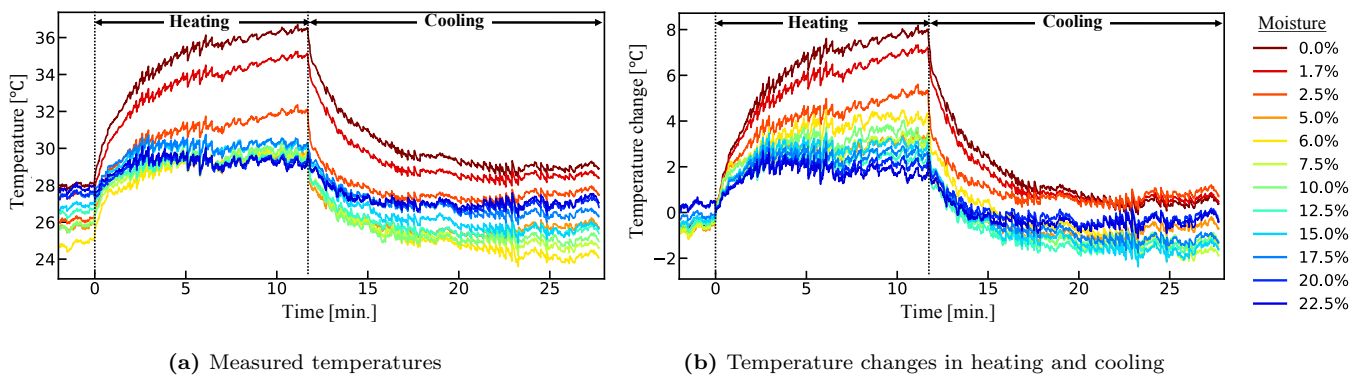 Heating Cooling
36
34
32
30
28
26
24
Temperature [℃]
0 5 10 15 20 25
Time [min.]
(a) Measured temperatures
Heating Cooling
8
6
4
2
0
−2
Temperature change [℃]
0 5 10 15 20 25
Time [min.]
(b) Temperature changes in heating and cooling
Moisture
0.0%
1.7%
2.5%
5.0%
6.0%
7.5%
10.0%
12.5%
15.0%
17.5%
20.0%
22.5%